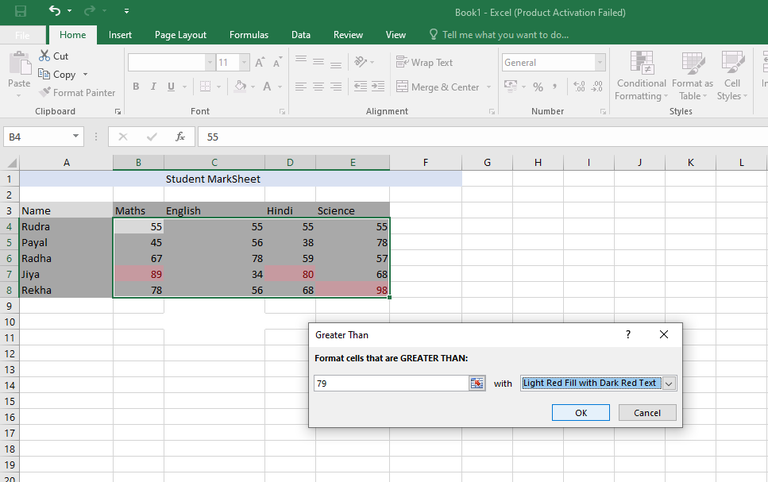 Book1 - Excel (Product Activation Failed)
File Home Insert Page Layout Formulas Data Review View Tell me what you want to do...
Paste
Cut
Copy
Format Painter
Clipboard
11 A A
B I U A
Font
Wrap Text
Merge & Center
Alignment
General
% , .00
Number
Conditional Formatting
Format as Table
Cell Styles
Styles
B4 fx 55
A B C D E F G H I J K L
1 Student MarkSheet
2
3 Name Maths English Hindi Science
4 Rudra 55 55 55 55
5 Payal 45 56 38 78
6 Radha 67 78 59 57
7 Jiya 89 34 80 68
8 Rekha 78 56 68 98
9
10
11
12
13
14
15
16
17
18
19
20
Greater Than ?
Format cells that are GREATER THAN:
79 with Light Red Fill with Dark Red Text
OK Cancel